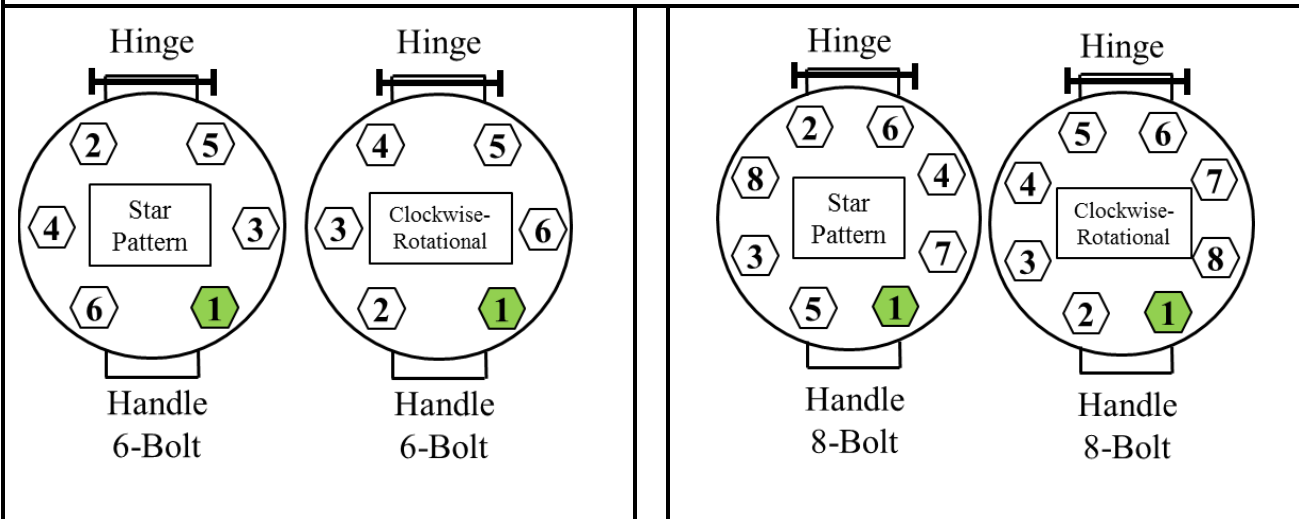 Hinge
2
5
4
Star
Pattern
3
6
1
Handle
6-Bolt
Hinge
4
5
3
Clockwise-
Rotational
6
2
1
Handle
6-Bolt
Hinge
2
6
8
4
Star
Pattern
3
7
5
1
Handle
8-Bolt
Hinge
5
6
4
7
Clockwise-
Rotational
3
8
2
1
Handle
8-Bolt